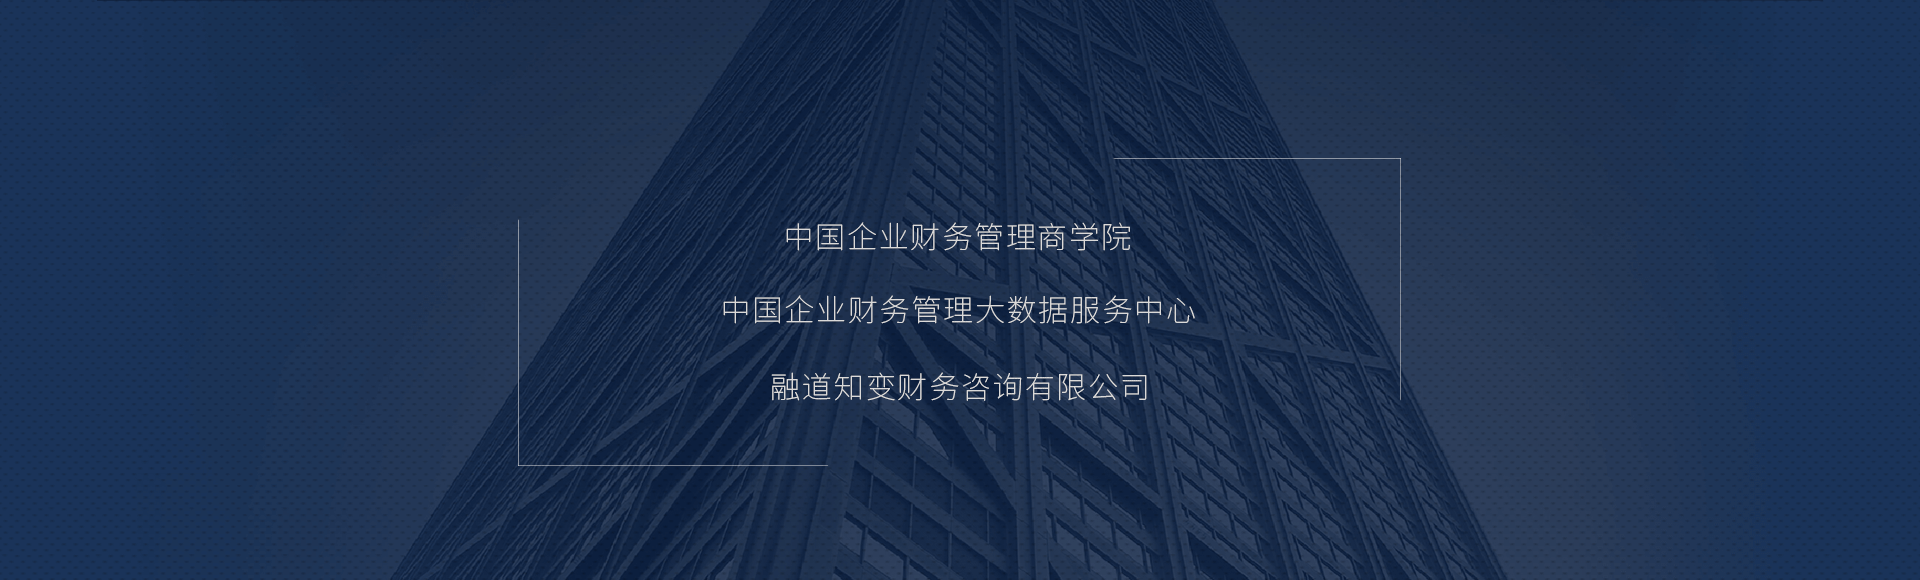 中国企业财务管理商学院
中国企业财务管理大数据服务中心
融道知变财务咨询有限公司